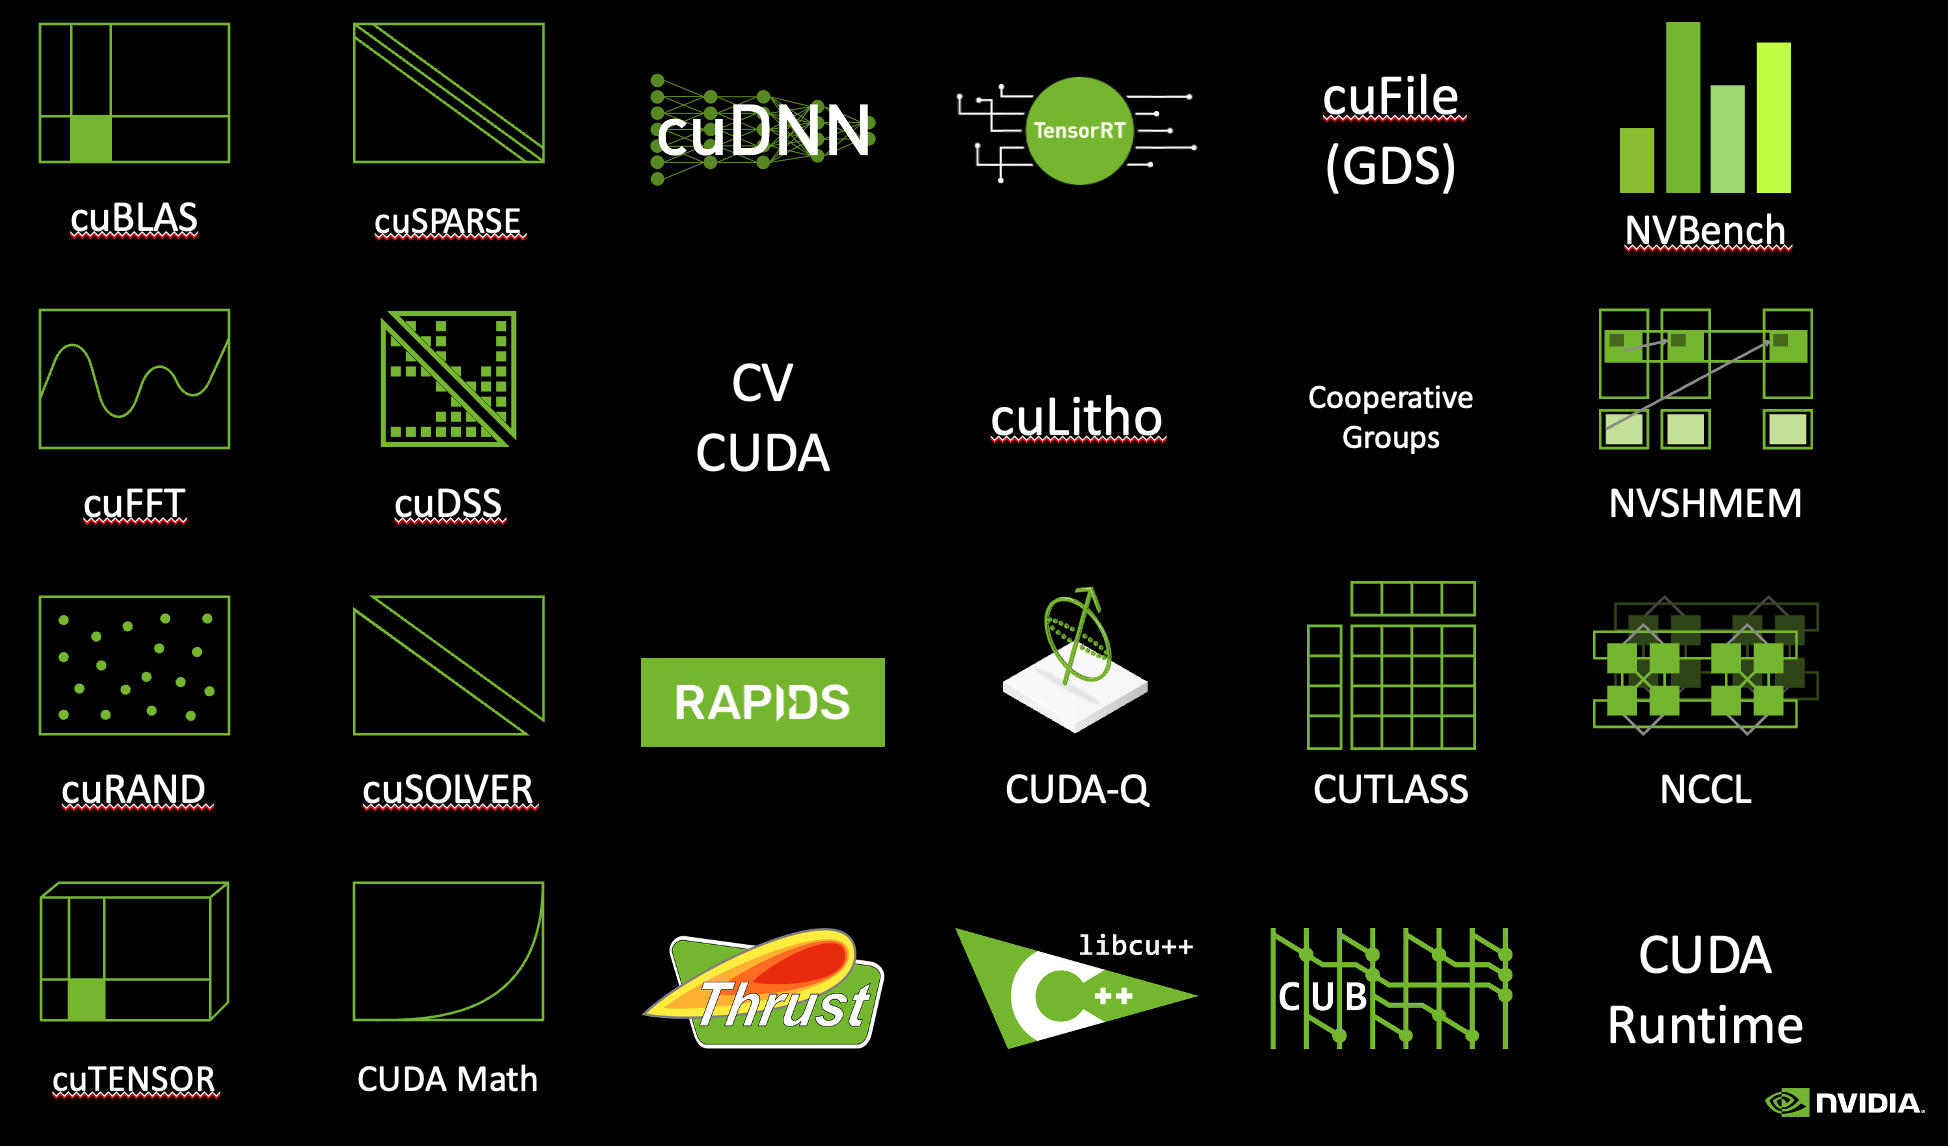 cuBLAS
cuSPARSE
cuDNN
TensorRT
cuFile
(GDS)
NVBench
cuFFT
cuDSS
CV
CUDA
cuLitho
Cooperative
Groups
NVSHMEM
cuRAND
cuSOLVER
RAPIDS
CUDA-Q
CUTLASS
NCCL
cuTENSOR
CUDA Math
Thrust
libcu++
C++
CUB
CUDA
Runtime
NVIDIA.